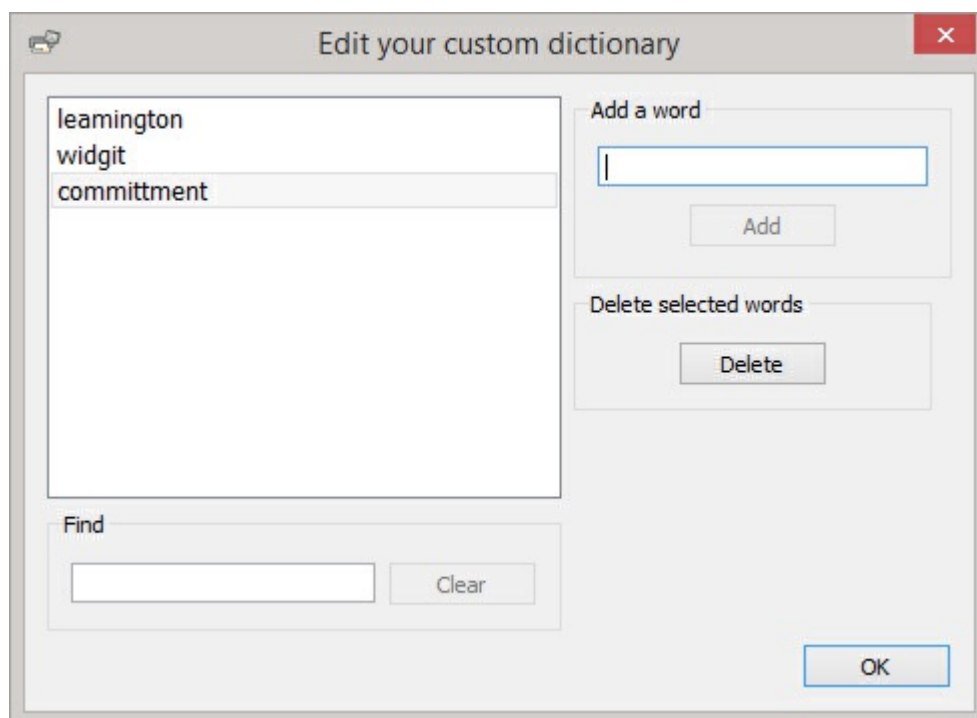 Edit your custom dictionary
leamington
widgit
committment
Add a word
Add
Delete selected words
Delete
Find
Clear
OK